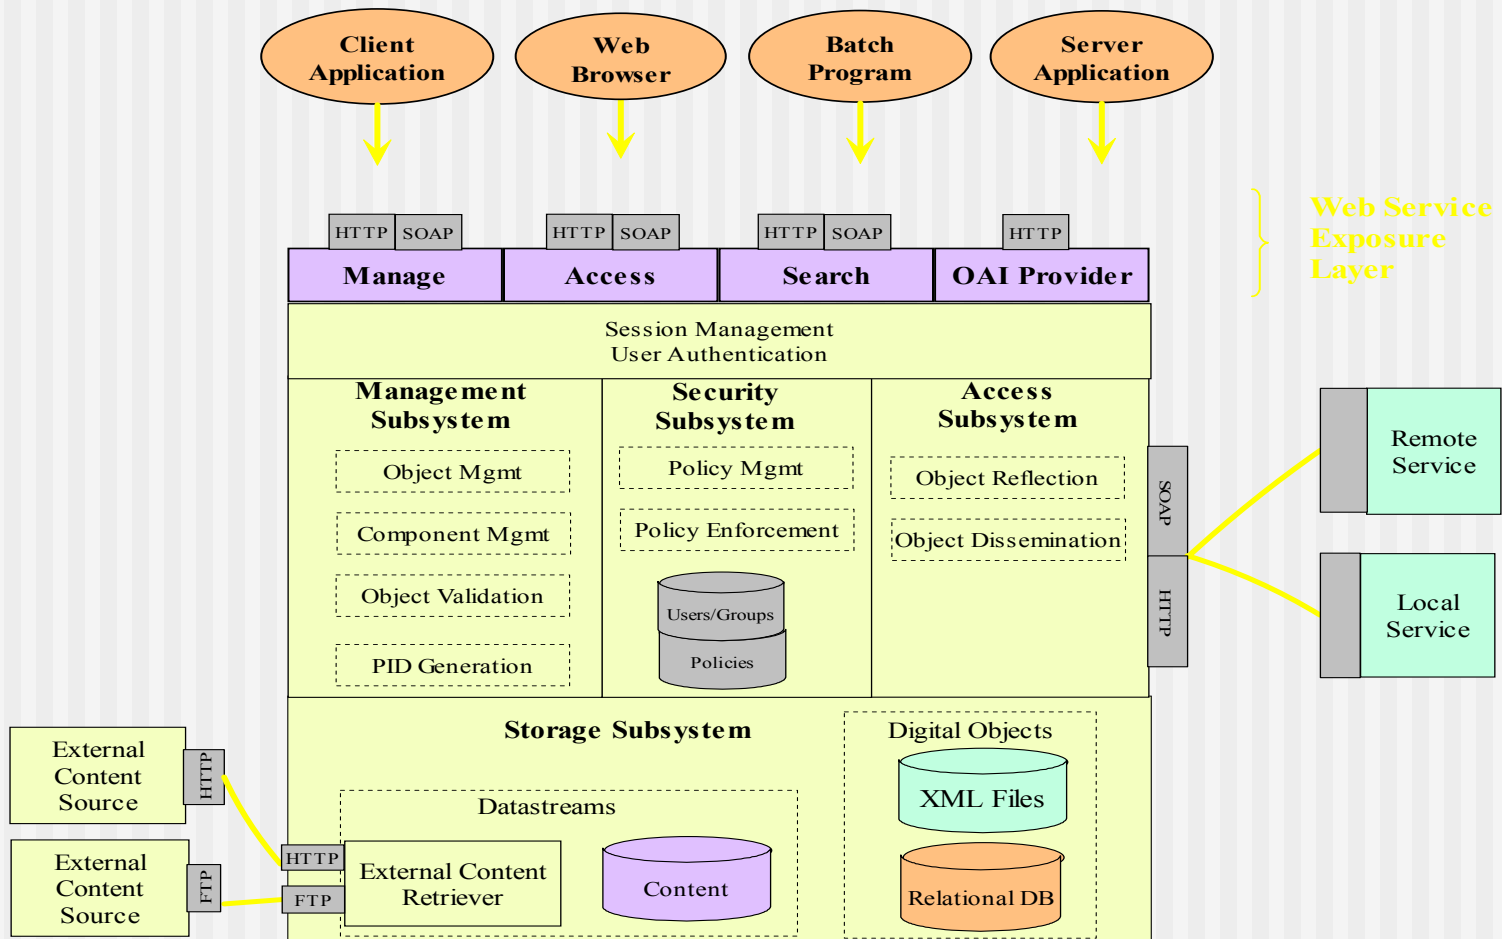 Client
Application
Web
Browser
Batch
Program
Server
Application
Web Service
Exposure
Layer
HTTP
SOAP
HTTP
SOAP
HTTP
SOAP
HTTP
Manage
Access
Search
OAI Provider
Session Management
User Authentication
Management
Subsystem
Object Mgmt
Component Mgmt
Object Validation
PID Generation
Security
Subsystem
Policy Mgmt
Policy Enforcement
Users/Groups
Policies
Access
Subsystem
Object Reflection
Object Dissemination
SOAP
HTTP
Remote
Service
Local
Service
Storage Subsystem
External
Content
Source
HTTP
External
Content
Source
FTP
HTTP
FTP
Datastreams
External Content
Retriever
Content
Digital Objects
XML Files
Relational DB